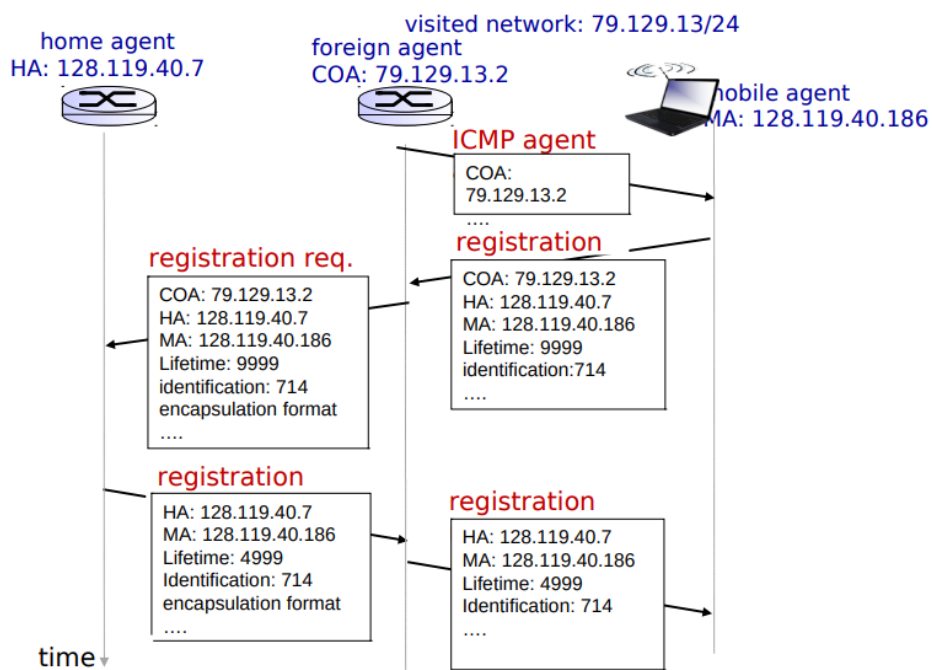 visited network: 79.129.13/24
home agent
HA: 128.119.40.7
foreign agent
COA: 79.129.13.2
mobile agent
MA: 128.119.40.186
ICMP agent
COA:
79.129.13.2
....
registration
COA: 79.129.13.2
HA: 128.119.40.7
MA: 128.119.40.186
Lifetime: 9999
identification:714
....
registration req.
COA: 79.129.13.2
HA: 128.119.40.7
MA: 128.119.40.186
Lifetime: 9999
identification: 714
encapsulation format
....
registration
HA: 128.119.40.7
MA: 128.119.40.186
Lifetime: 4999
Identification: 714
encapsulation format
....
registration
HA: 128.119.40.7
MA: 128.119.40.186
Lifetime: 4999
Identification: 714
....
time